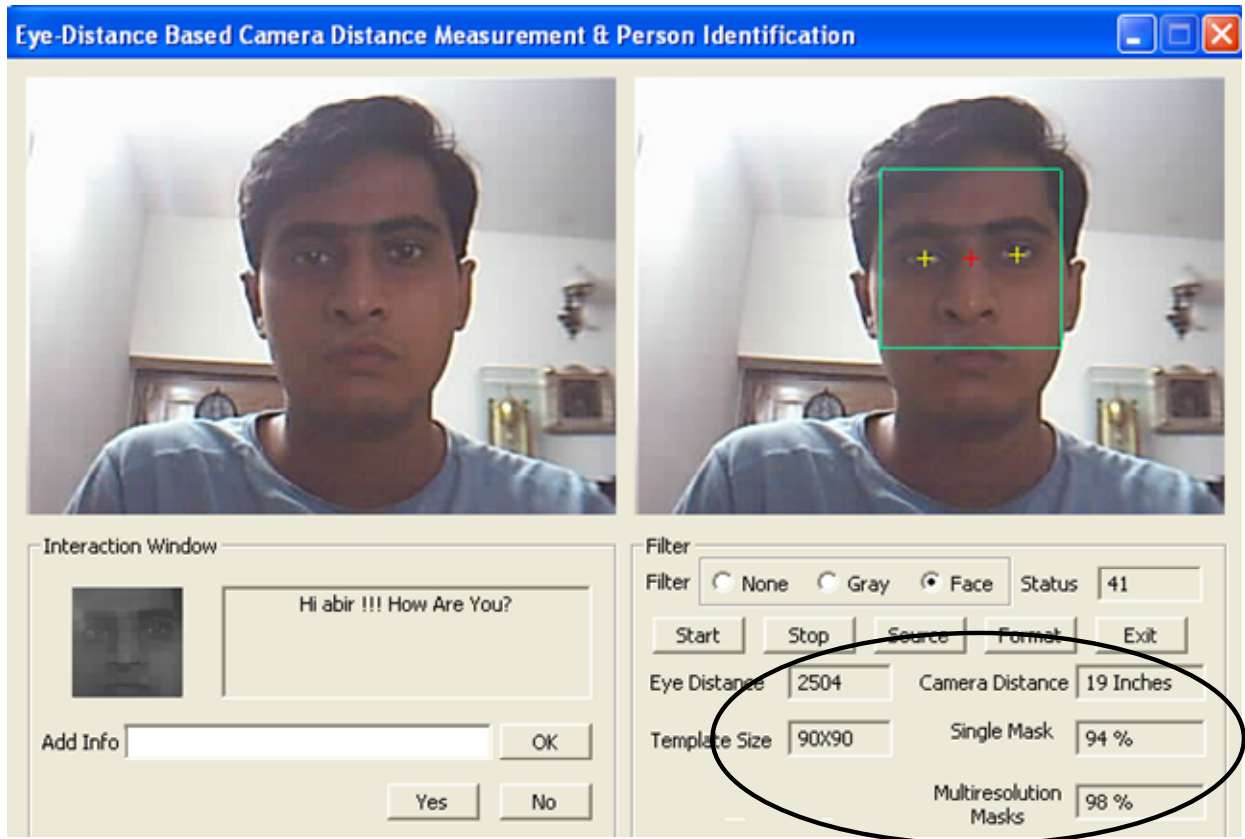 Eye-Distance Based Camera Distance Measurement & Person Identification
Interaction Window
Hi abir !!! How Are You?
Add Info
OK
Yes No
Filter
Filter None Gray Face Status 41
Start Stop Source Format Exit
Eye Distance 2504 Camera Distance 19 Inches
Template Size 90X90 Single Mask 94 %
Multiresolution
Masks 98 %